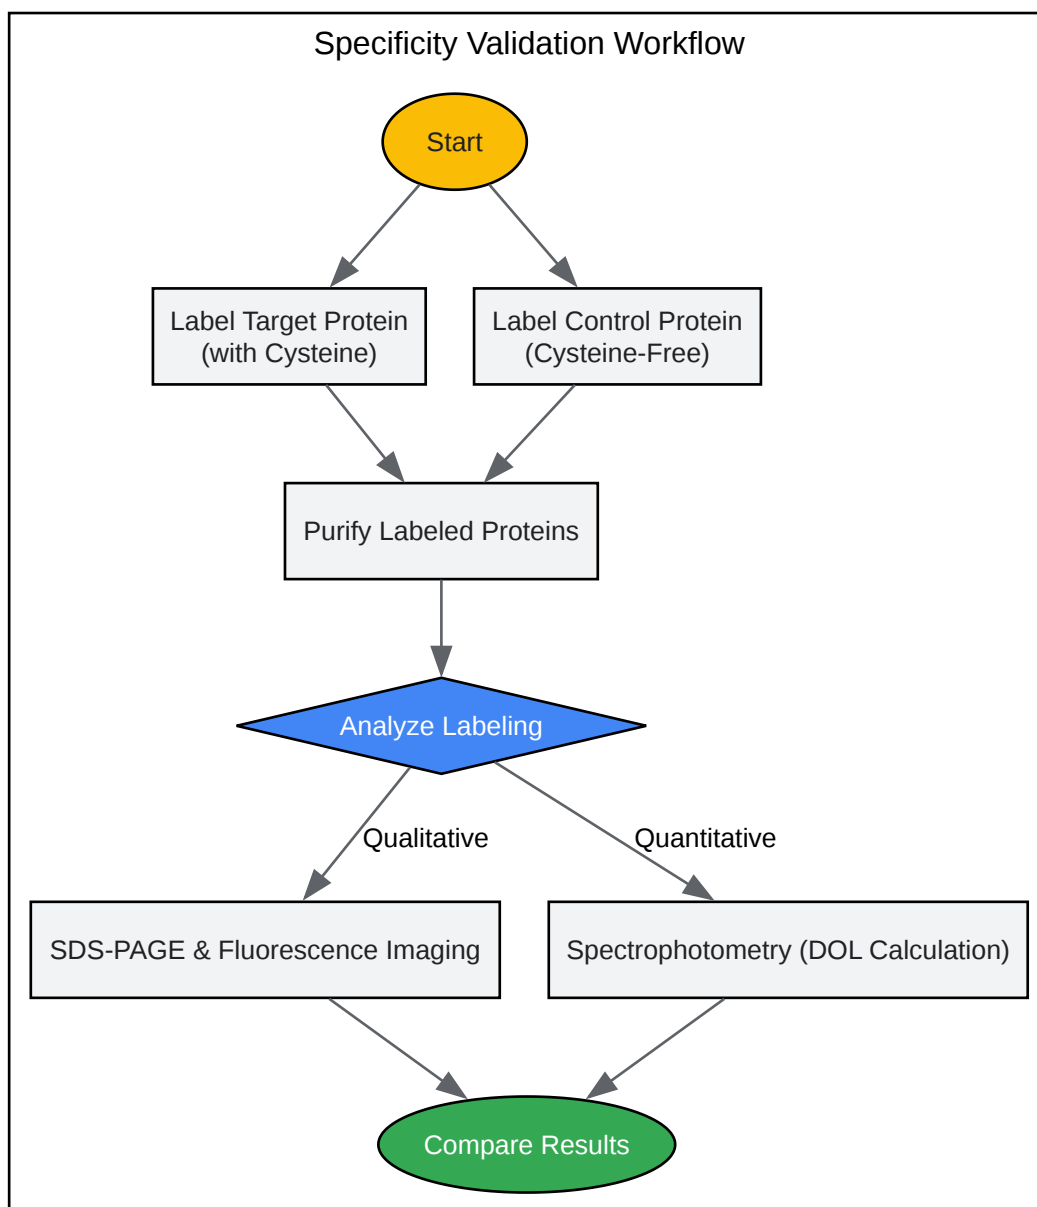 Specificity Validation Workflow
Start
Label Target Protein
(with Cysteine)
Label Control Protein
(Cysteine-Free)
Purify Labeled Proteins
Analyze Labeling
Qualitative
Quantitative
SDS-PAGE & Fluorescence Imaging
Spectrophotometry (DOL Calculation)
Compare Results